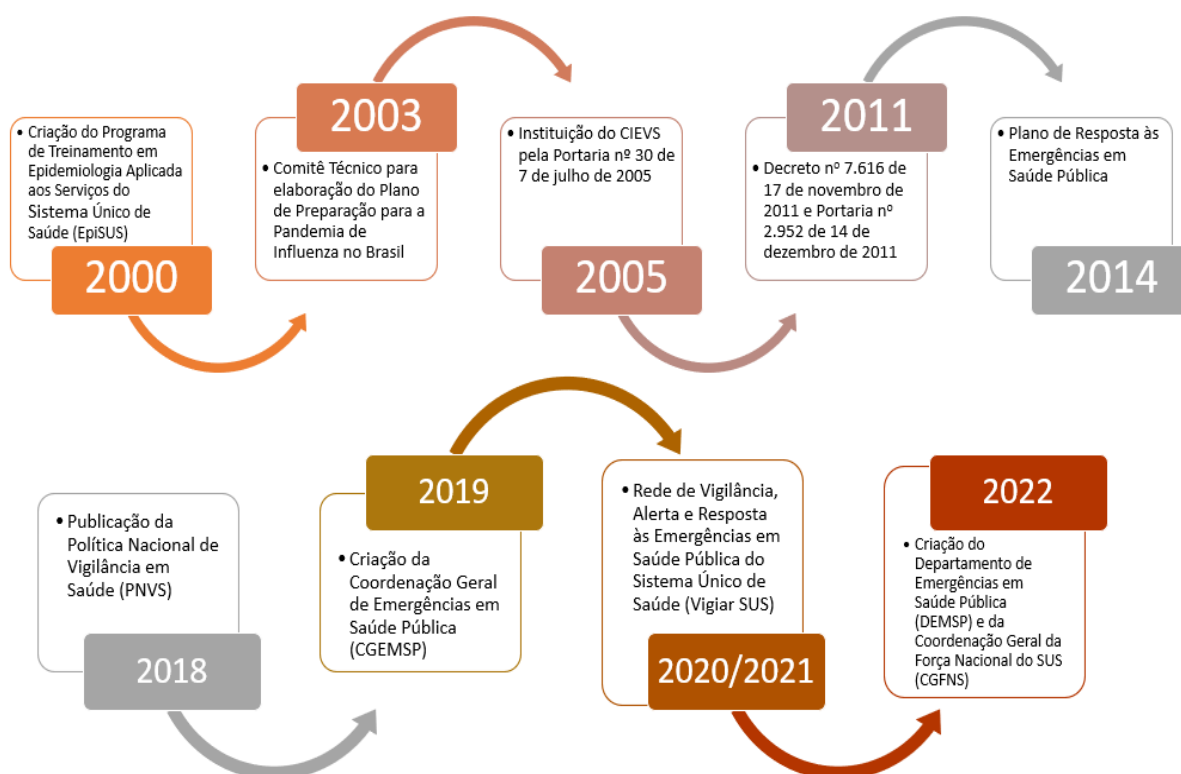 • Criação do Programa
de Treinamento em
Epidemiologia Aplicada
aos Serviços do
Sistema Único de
Saúde (EpiSUS)
2000
2003
• Comitê Técnico para
elaboração do Plano
de Preparação para a
Pandemia de
Influenza no Brasil
• Instituição do CIEVS
pela Portaria nº 30 de
7 de julho de 2005
2005
2011
• Decreto nº 7.616 de
17 de novembro de
2011 e Portaria nº
2.952 de 14 de
dezembro de 2011
• Plano de Resposta às
Emergências em
Saúde Pública
2014
• Publicação da
Política Nacional de
Vigilância em
Saúde (PNVS)
2018
2019
• Criação da
Coordenação Geral
de Emergências em
Saúde Pública
(CGEMSP)
• Rede de Vigilância,
Alerta e Resposta
às Emergências em
Saúde Pública do
Sistema Único de
Saúde (Vigiar SUS)
2020/2021
2022
• Criação do
Departamento de
Emergências em
Saúde Pública
(DEMSP) e da
Coordenação Geral da
Força Nacional do SUS
(CGFNS)